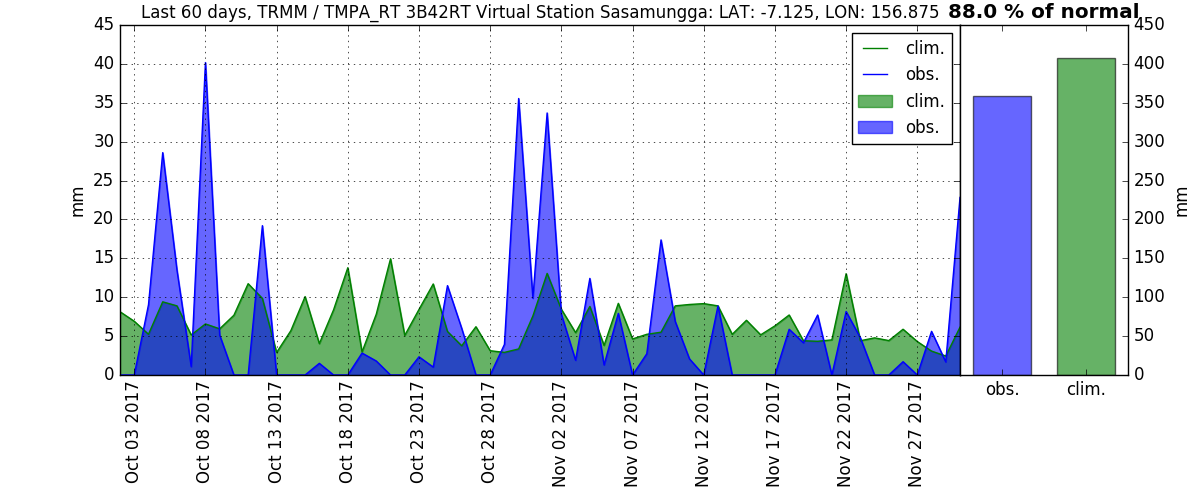 Last 60 days, TRMM / TMPA_RT 3B42RT Virtual Station Sasamungga: LAT: -7.125, LON: 156.875 88.0 % of normal
45
40
35
30
25
20
15
10
5
0
mm
clim.
obs.
clim.
obs.
450
400
350
300
250
200
150
100
50
0
mm
Oct 03 2017
Oct 08 2017
Oct 13 2017
Oct 18 2017
Oct 23 2017
Oct 28 2017
Nov 02 2017
Nov 07 2017
Nov 12 2017
Nov 17 2017
Nov 22 2017
Nov 27 2017
obs.
clim.